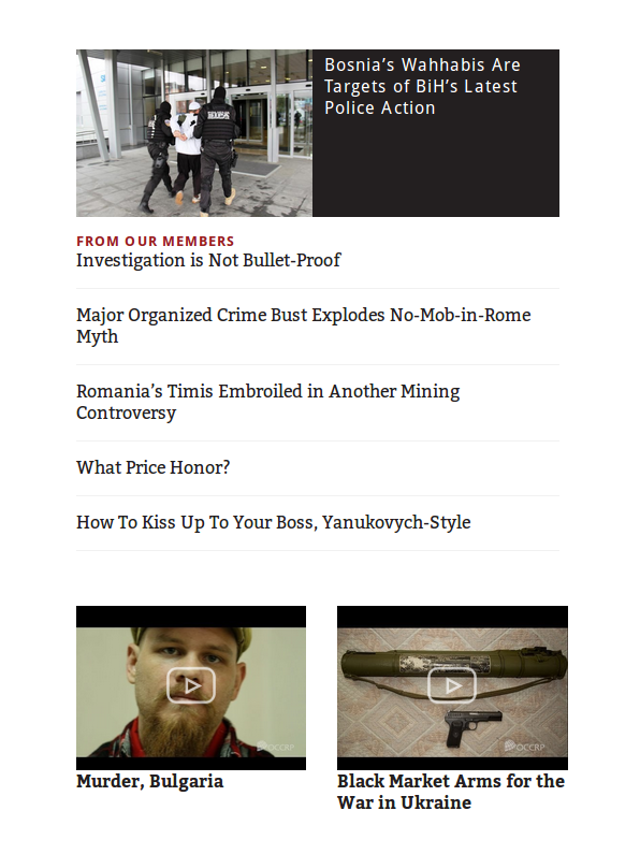 Bosnia’s Wahhabis Are
Targets of BiH’s Latest
Police Action
FROM OUR MEMBERS
Investigation is Not Bullet-Proof
Major Organized Crime Bust Explodes No-Mob-in-Rome
Myth
Romania’s Timis Embroiled in Another Mining
Controversy
What Price Honor?
How To Kiss Up To Your Boss, Yanukovych-Style
OCCRP
OCCRP
Murder, Bulgaria
Black Market Arms for the
War in Ukraine